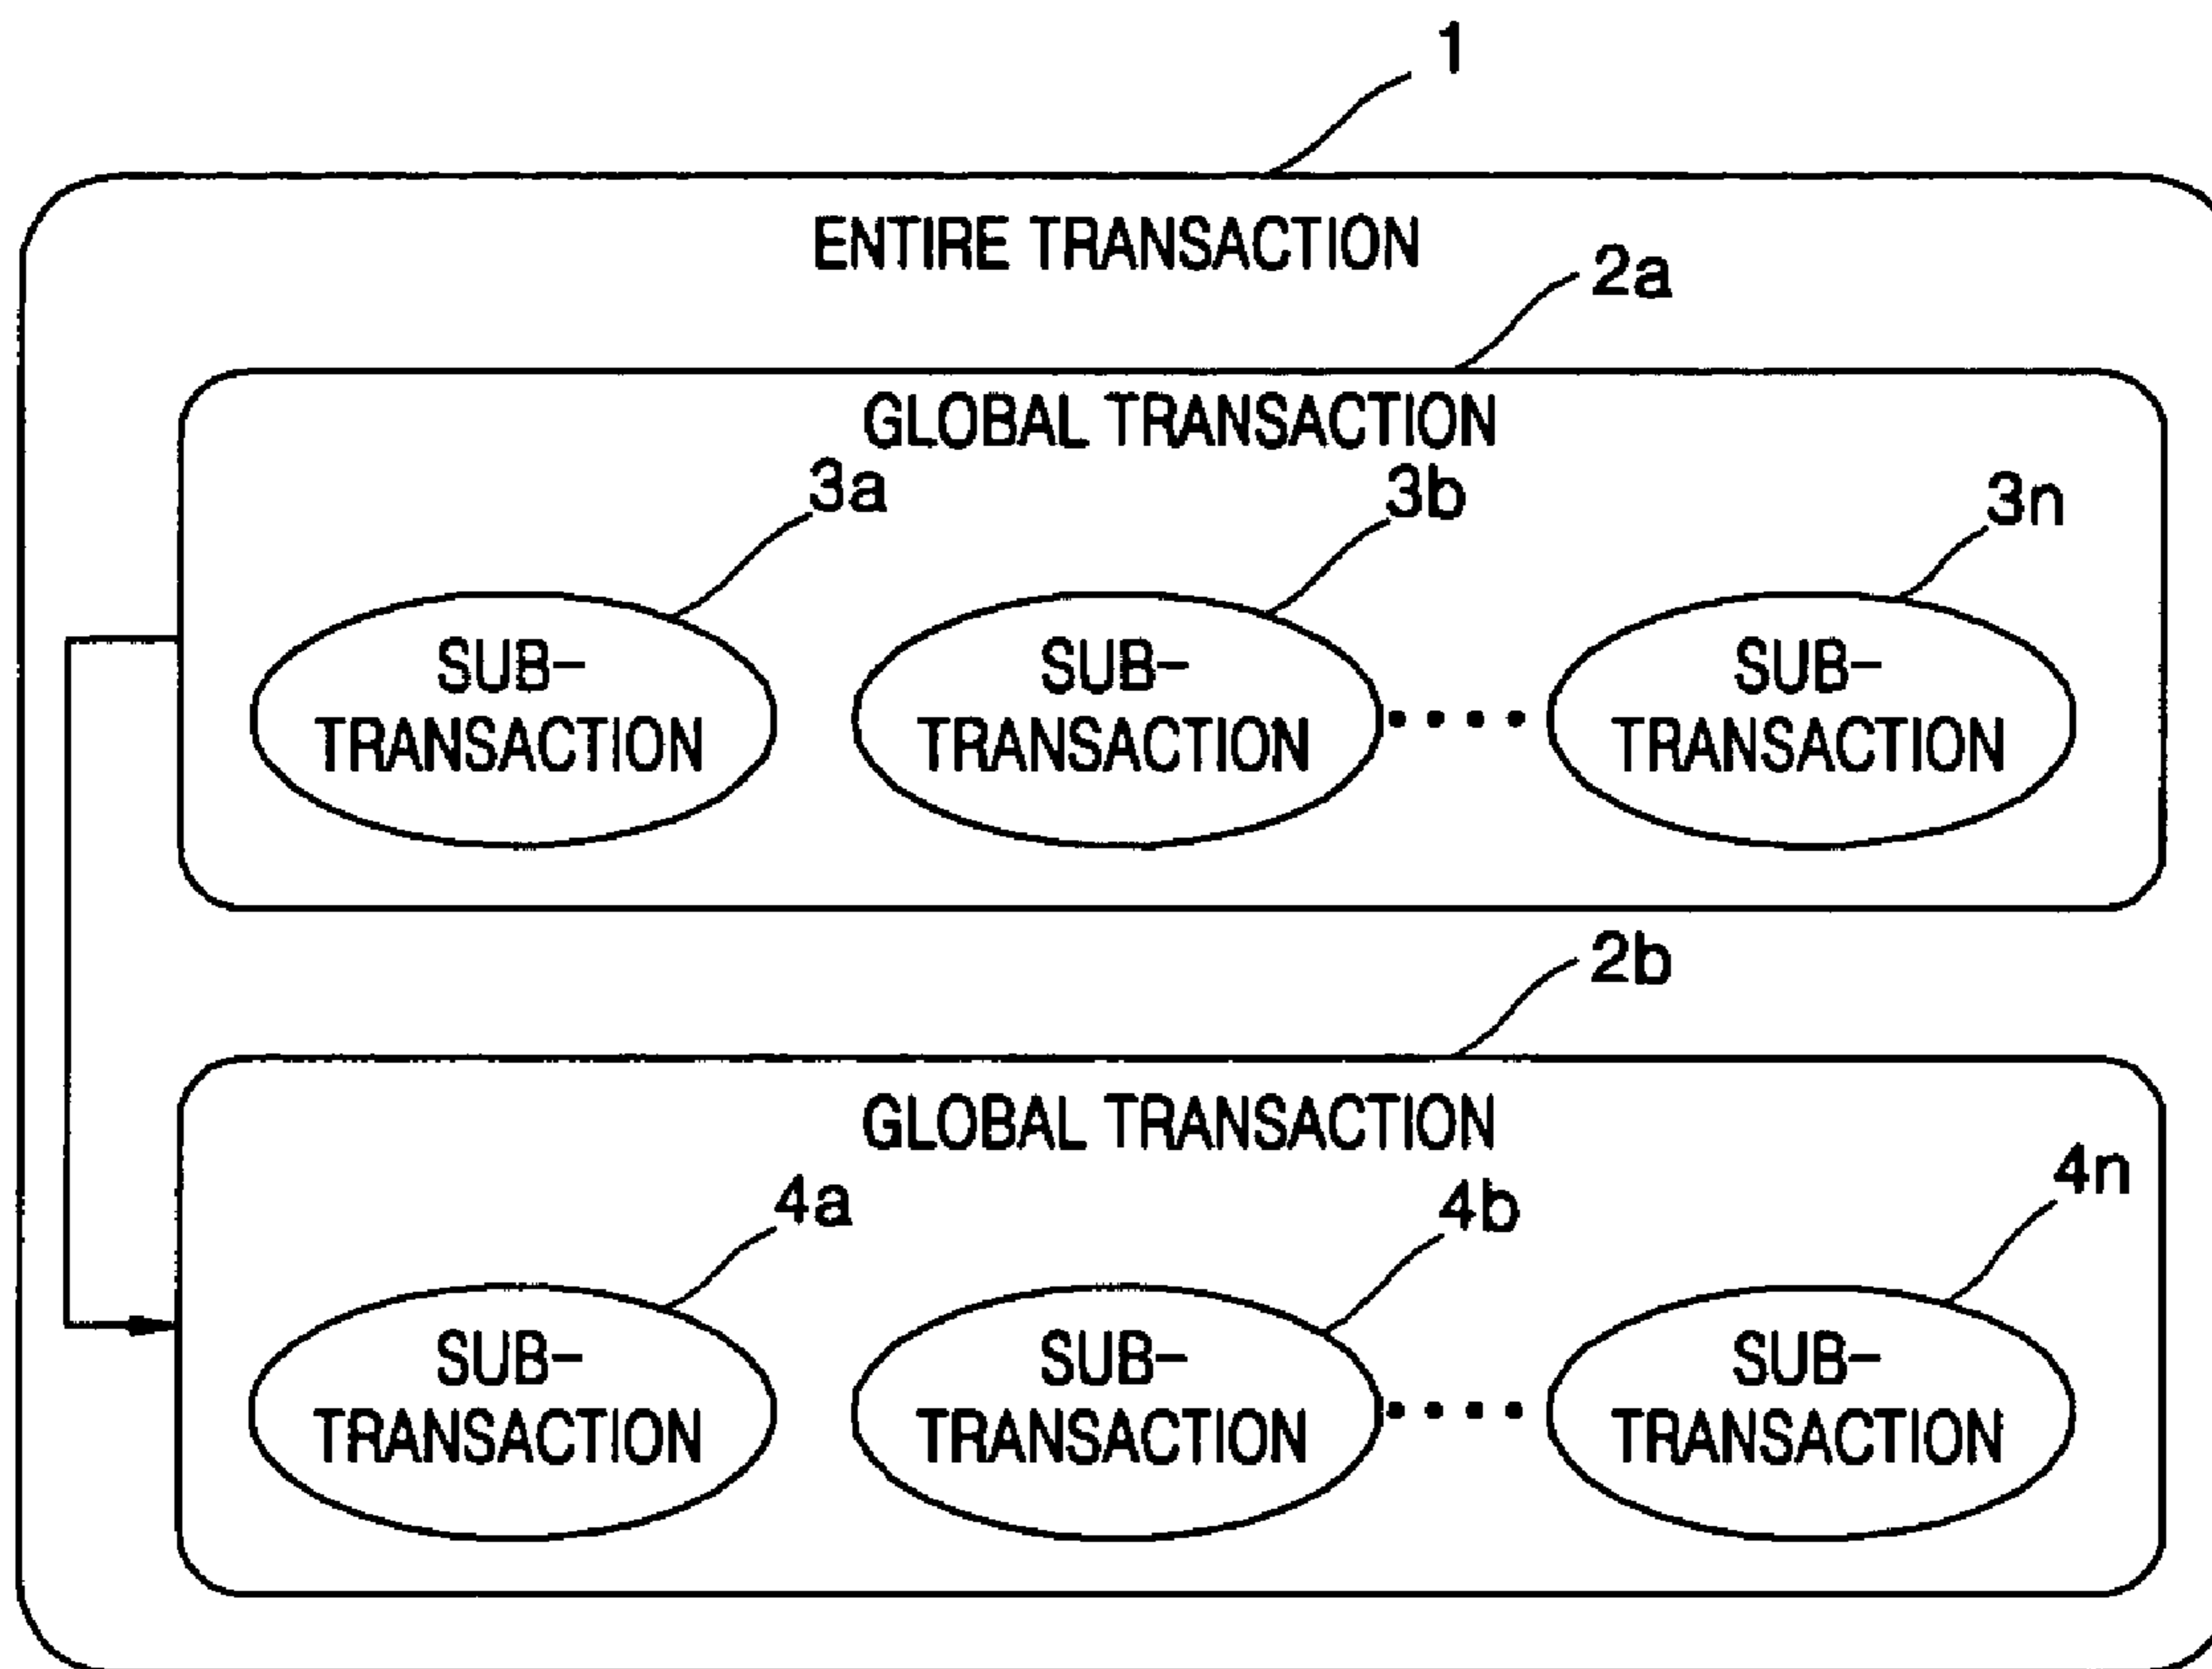 1
ENTIRE TRANSACTION
2a
GLOBAL TRANSACTION
3a
3b
3n
SUB-
TRANSACTION
SUB-
TRANSACTION
SUB-
TRANSACTION
2b
GLOBAL TRANSACTION
4a
4b
4n
SUB-
TRANSACTION
SUB-
TRANSACTION
SUB-
TRANSACTION